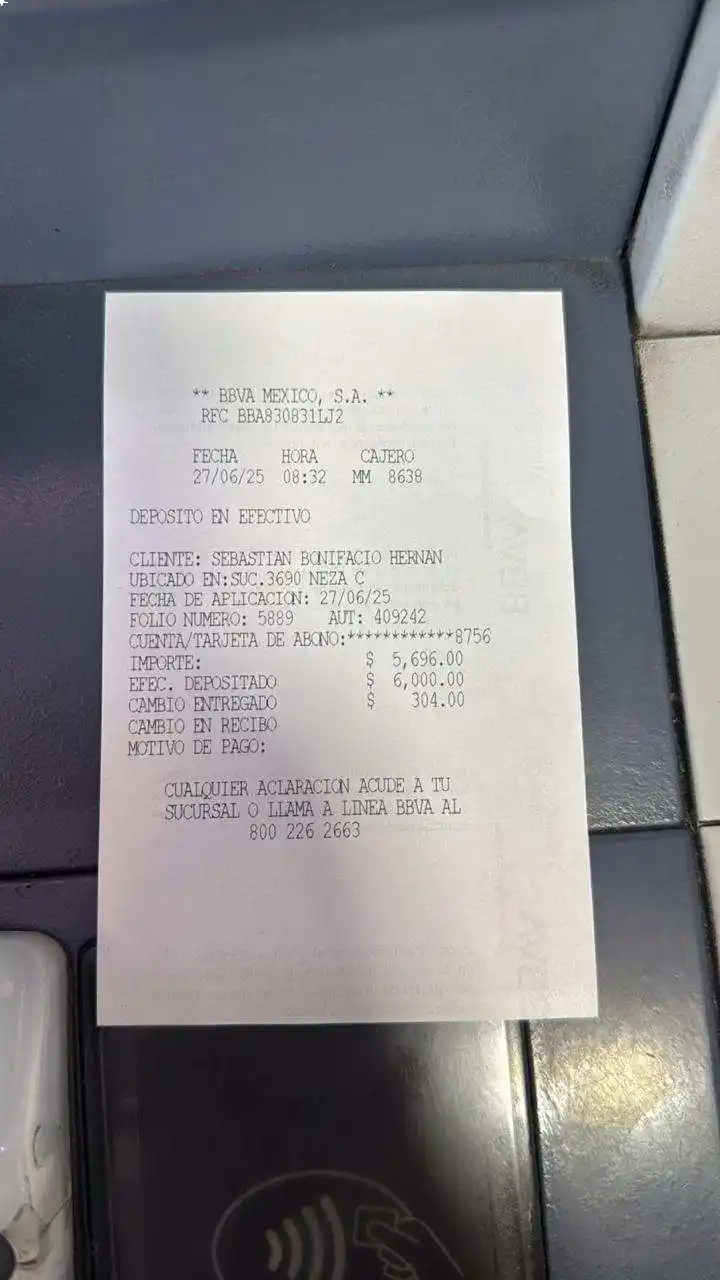 ** BBVA MEXICO, S.A. **
RFC BBA830831LJ2
FECHA HORA CAJERO
27/06/25 08:32 MM 8638
DEPOSITO EN EFECTIVO
CLIENTE: SEBASTIAN BONIFACIO HERNAN
UBICADO EN:SUC.3690 NEZA C
FECHA DE APLICACION: 27/06/25
FOLIO NUMERO: 5889 AUT: 409242
CUENTA/TARJETA DE ABONO:************8756
IMPORTE: $ 5,696.00
EFEC. DEPOSITADO $ 6,000.00
CAMBIO ENTREGADO $ 304.00
CAMBIO EN RECIBO
MOTIVO DE PAGO:
CUALQUIER ACLARACION ACUDE A TU
SUCURSAL O LLAMA A LINEA BBVA AL
800 226 2663